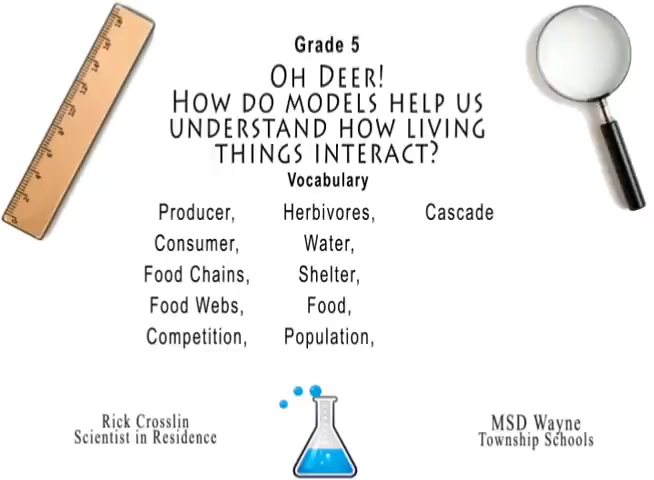 Grade 5
OH DEER!
HOW DO MODELS HELP US
UNDERSTAND HOW LIVING
THINGS INTERACT?
Vocabulary
Producer, Herbivores, Cascade
Consumer, Water,
Food Chains, Shelter,
Food Webs, Food,
Competition, Population,
Rick Crosslin
Scientist in Residence
MSD Wayne
Township Schools